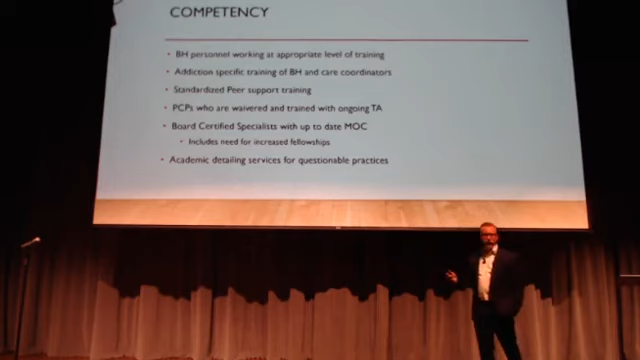 COMPETENCY
BH personnel working at appropriate level of training
Addiction specific training of BH and care coordinators
Standardized Peer support training
PCPs who are waivered and trained with ongoing TA
Board Certified Specialists with up to date MOC
Includes need for increased fellowships
Academic detailing services for questionable practices